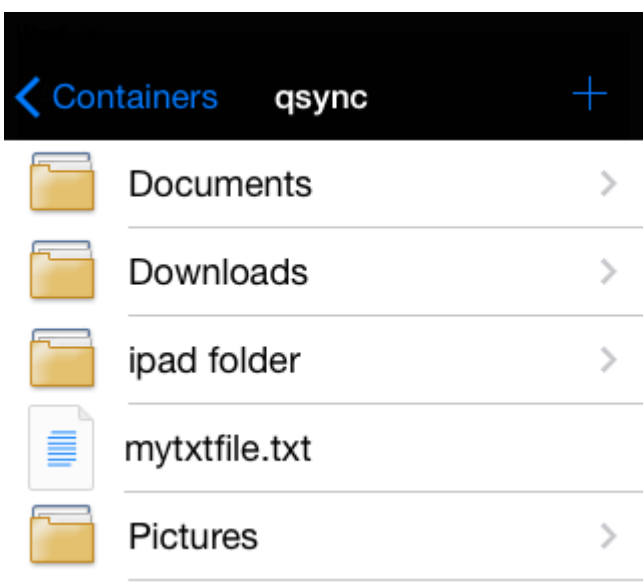 Containers qsync
Documents
Downloads
ipad folder
mytxtfile.txt
Pictures